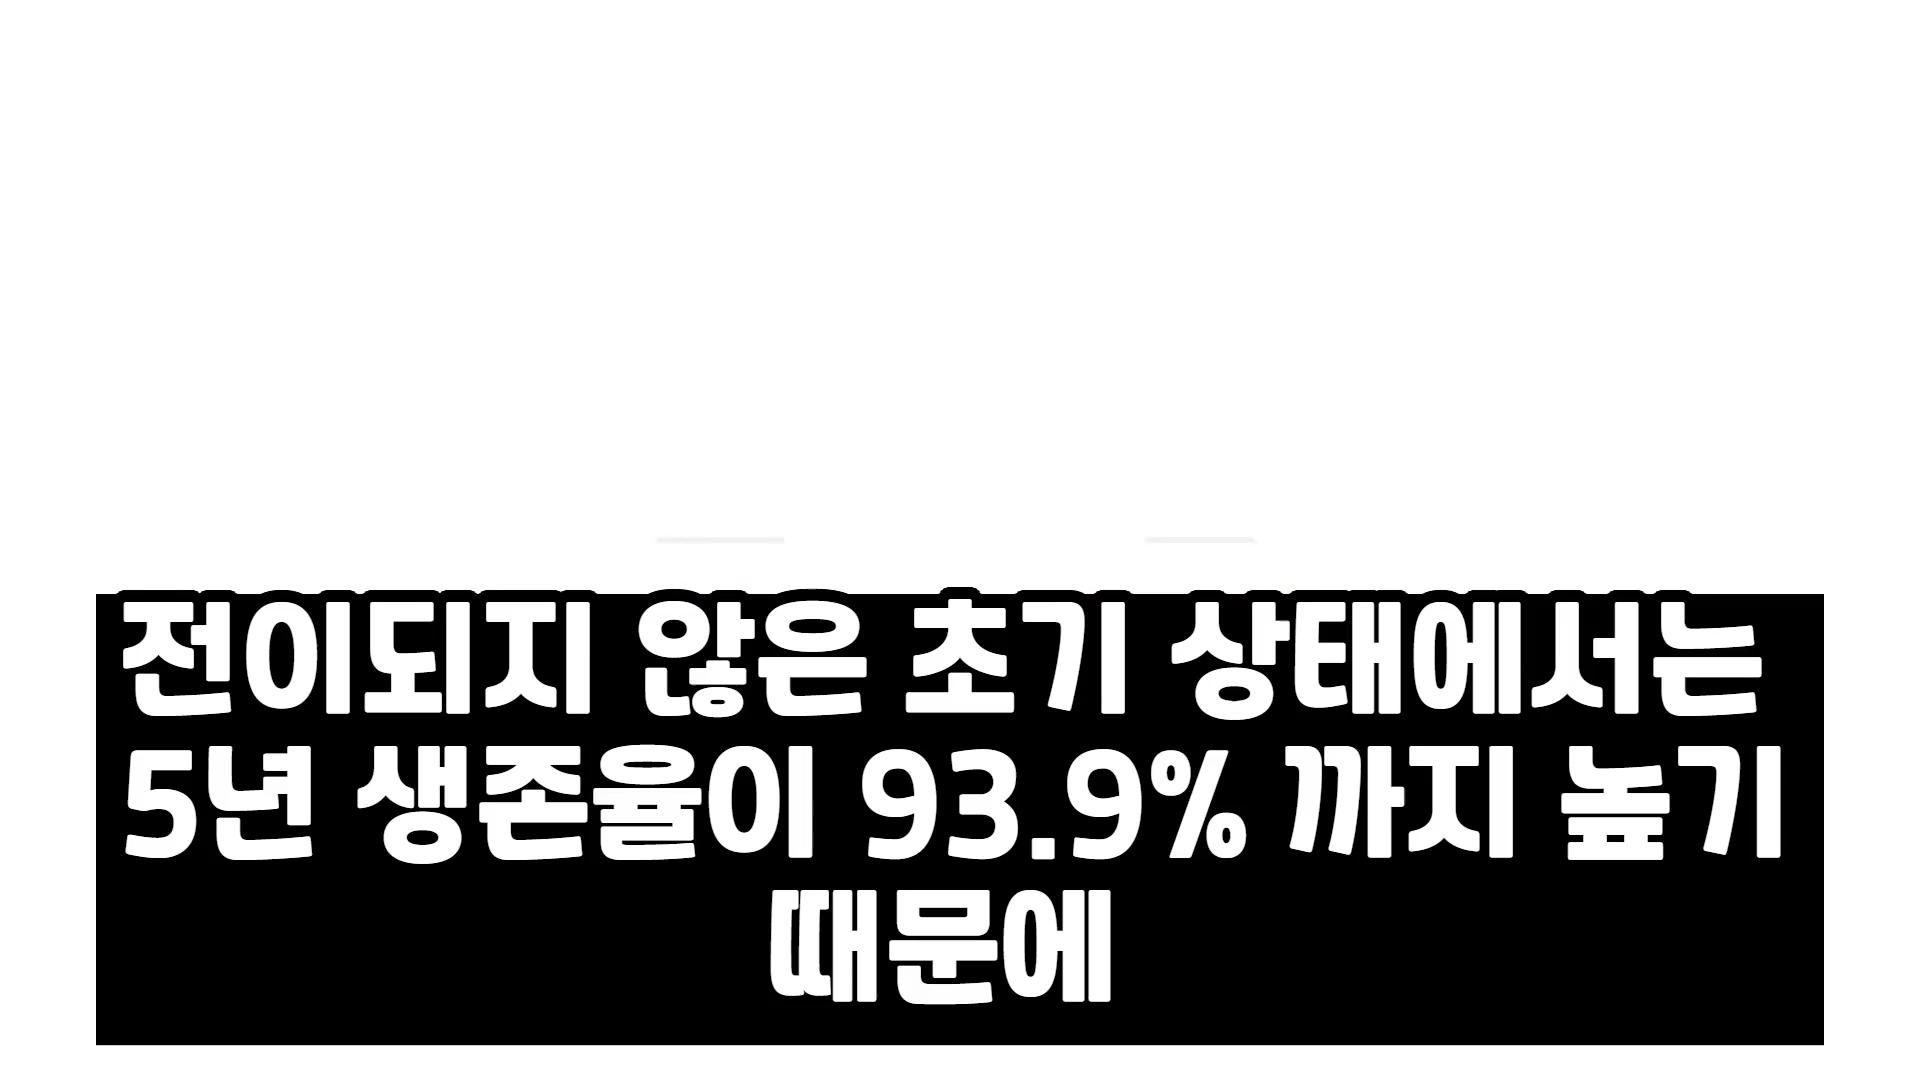 전이되지 않은 초기 상태에서는
5년 생존율이 93.9% 까지 높기
때문에